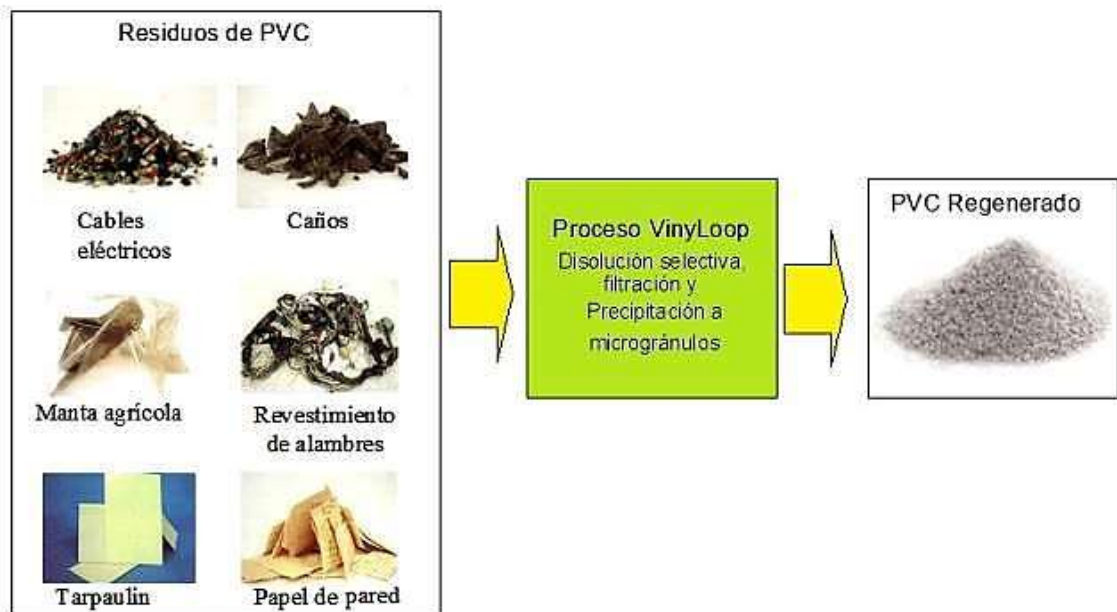 Residuos de PVC
Cables
eléctricos
Caños
Manta agrícola
Revestimiento
de alambres
Tarpaulin
Papel de pared
Proceso VinyLoop
Disolución selectiva,
filtración y
Precipitación a
microgránulos
PVC Regenerado